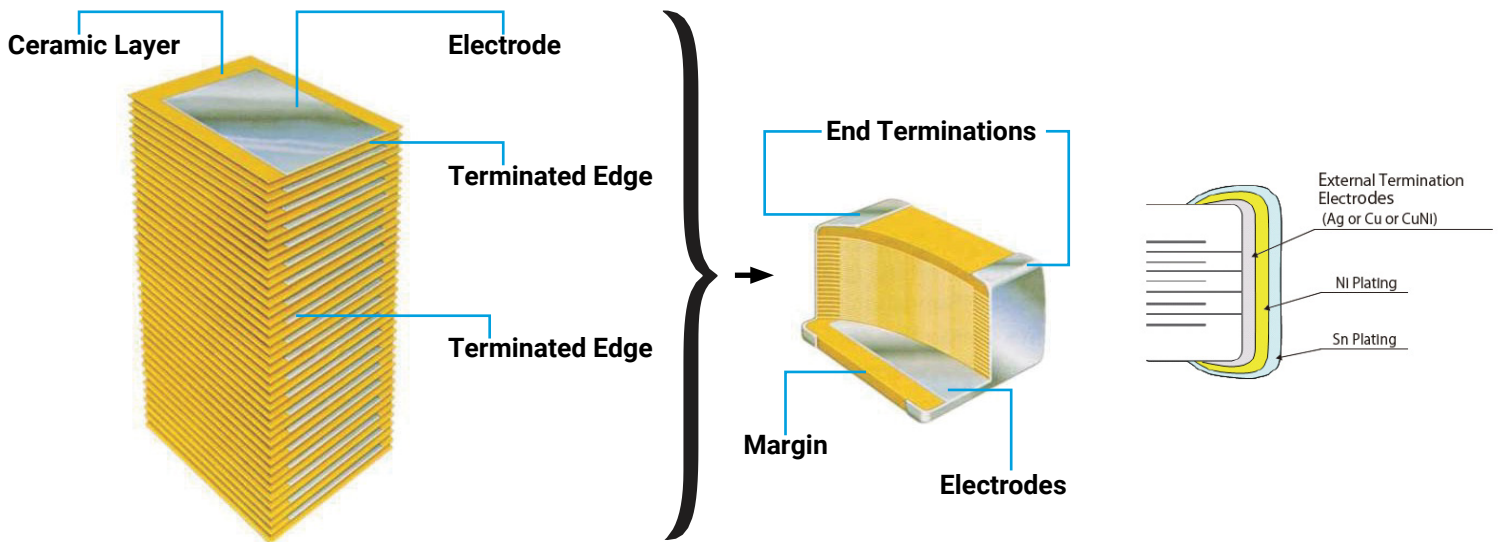 Ceramic Layer
Electrode
Terminated Edge
Terminated Edge
End Terminations
Margin
Electrodes
External Termination
Electrodes
(Ag or Cu or CuNI)
NI Plating
Sn Plating